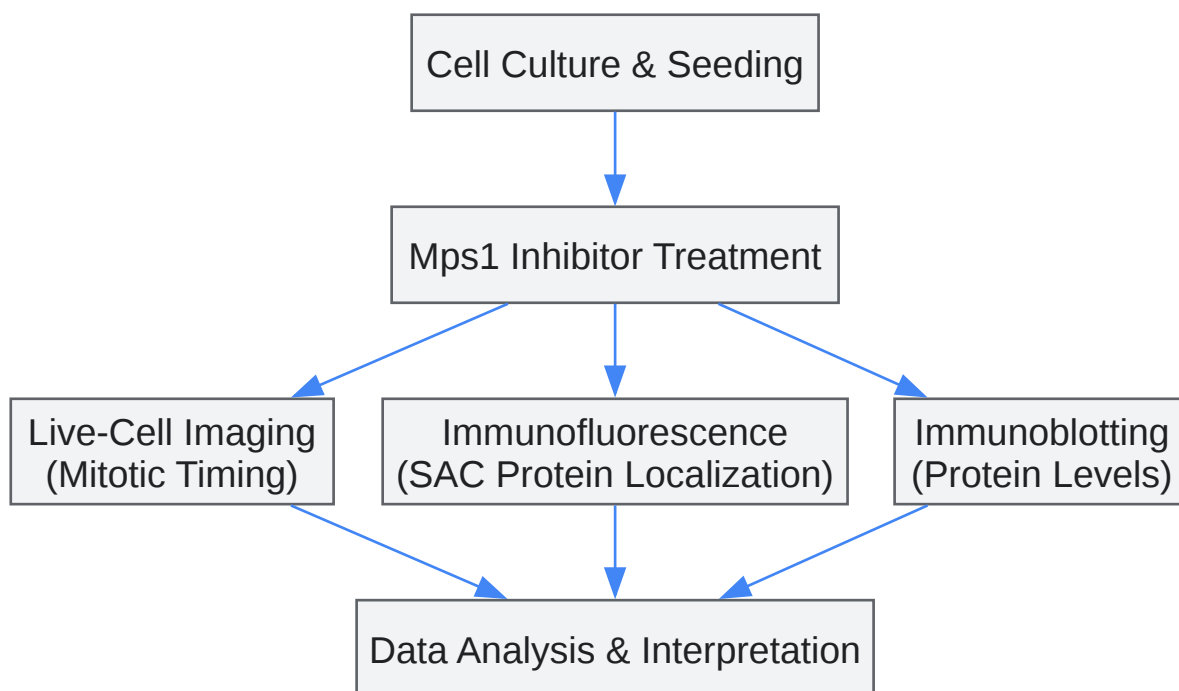 Cell Culture & Seeding
Mps1 Inhibitor Treatment
Live-Cell Imaging
(Mitotic Timing)
Immunofluorescence
(SAC Protein Localization)
Immunoblotting
(Protein Levels)
Data Analysis & Interpretation